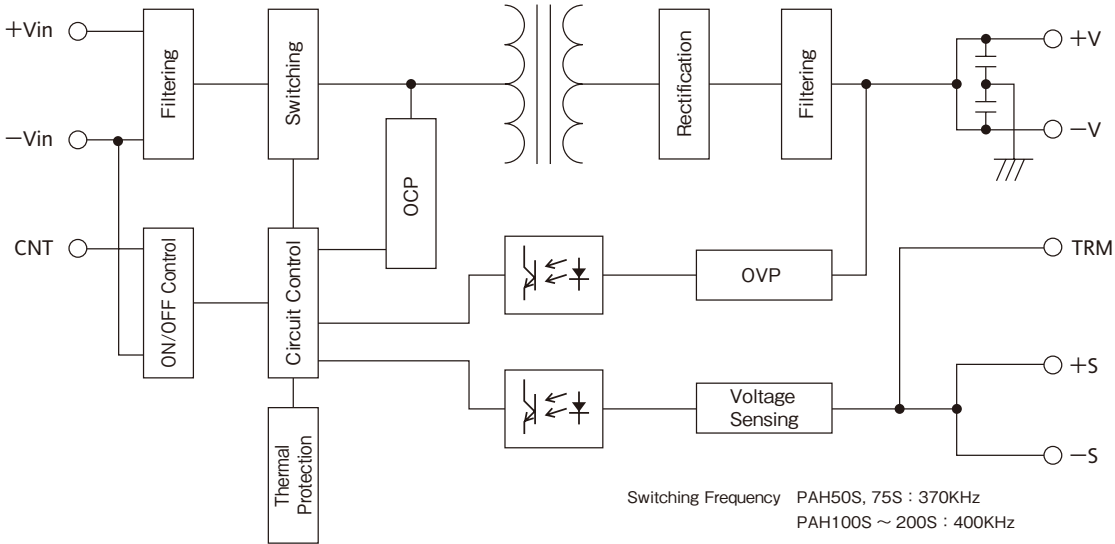 +Vin
Filtering
Switching
Rectification
Filtering
+V
−Vin
−V
OCP
CNT
ON/OFF Control
Circuit Control
OVP
TRM
Voltage
Sensing
+S
−S
Thermal
Protection
Switching Frequency PAH50S, 75S : 370KHz
PAH100S ~ 200S : 400KHz